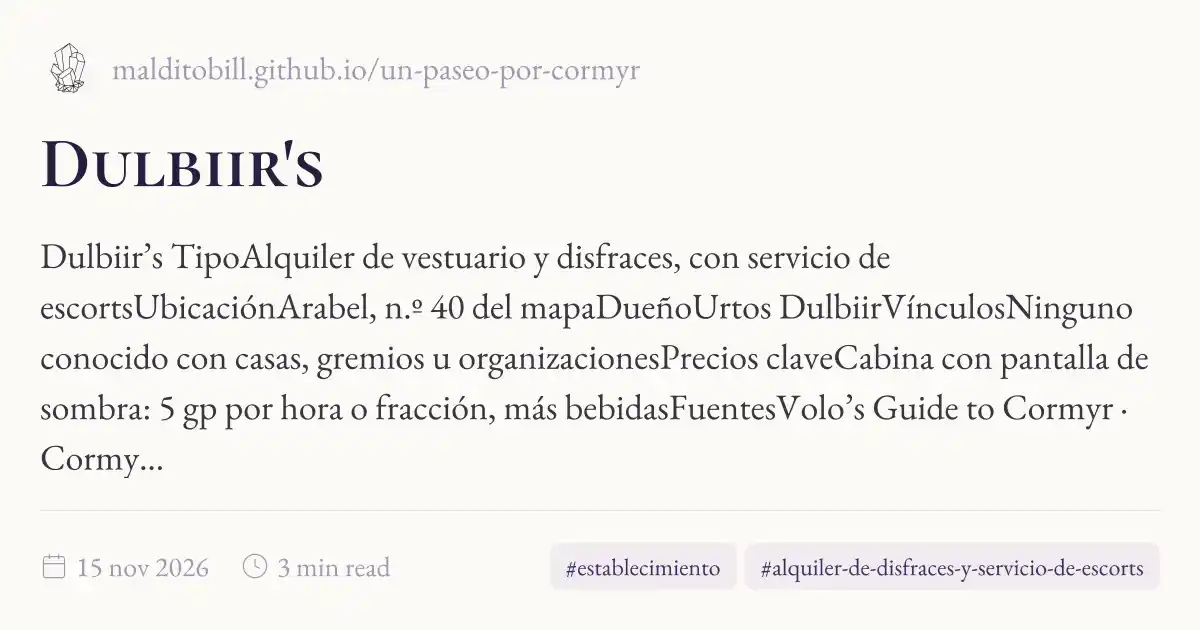 malditobill.github.io/un-paseo-por-cormyr
Dulbiir's
Dulbiir’s TipoAlquiler de vestuario y disfraces, con servicio de
escortsUbicaciónArabel, n.º 40 del mapaDueñoUrtos DulbiirVínculosNinguno
conocido con casas, gremios u organizacionesPrecios claveCabina con pantalla de
sombra: 5 gp por hora o fracción, más bebidasFuentesVolo’s Guide to Cormyr ·
Cormy...
15 nov 2026
3 min read
#establecimiento
#alquiler-de-disfraces-y-servicio-de-escorts